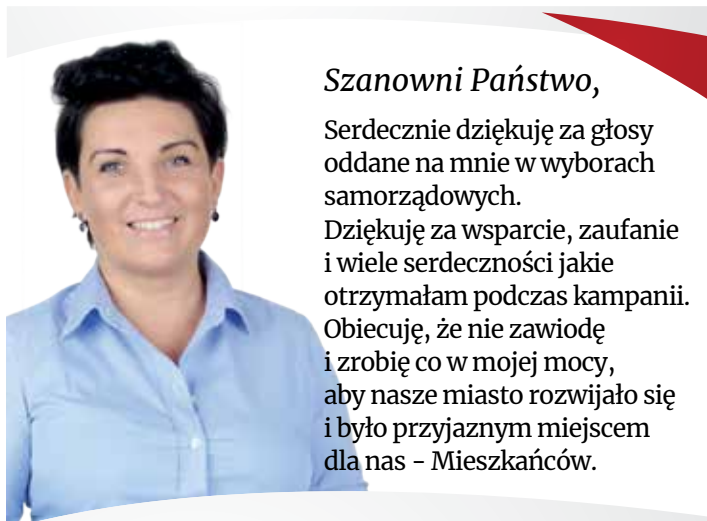 Szanowni Państwo,
Serdecznie dziękuję za głosy
oddane na mnie w wyborach
samorządowych.
Dziękuję za wsparcie, zaufanie
i wiele serdeczności jakie
otrzymałam podczas kampanii.
Obiecuję, że nie zawiodę
i zrobię co w mojej mocy,
aby nasze miasto rozwijało się
i było przyjaznym miejscem
dla nas - Mieszkańców.